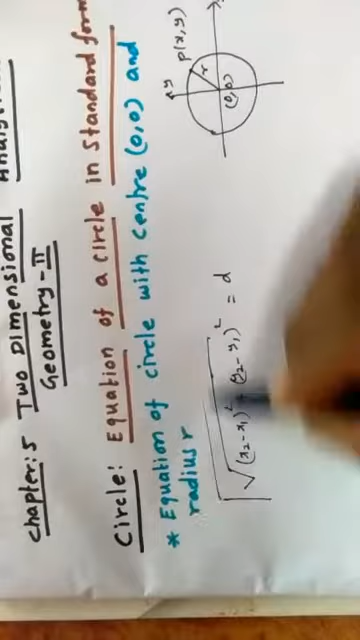 Chapter: 5 Two Dimensional
Geometry - II
Circle: Equation of a circle in standard form
* Equation of circle with centre (0,0) and
radius r
y
P(x,y)
r
(0,0)
√(x₂-x₁)² (y₂-y₁)² = d